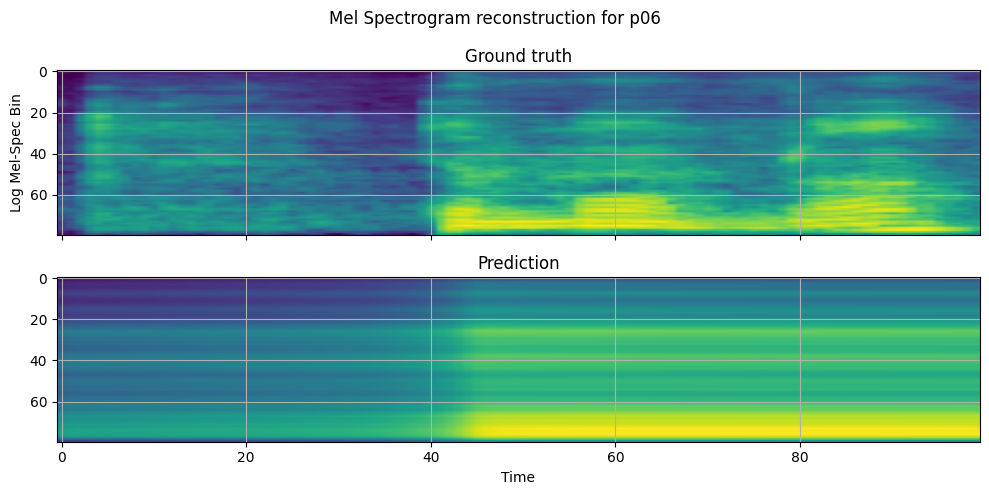 Mel Spectrogram reconstruction for p06
Ground truth
0
20
40
60
Log Mel-Spec Bin
Prediction
0
20
40
60
0 20 40 60 80
Time